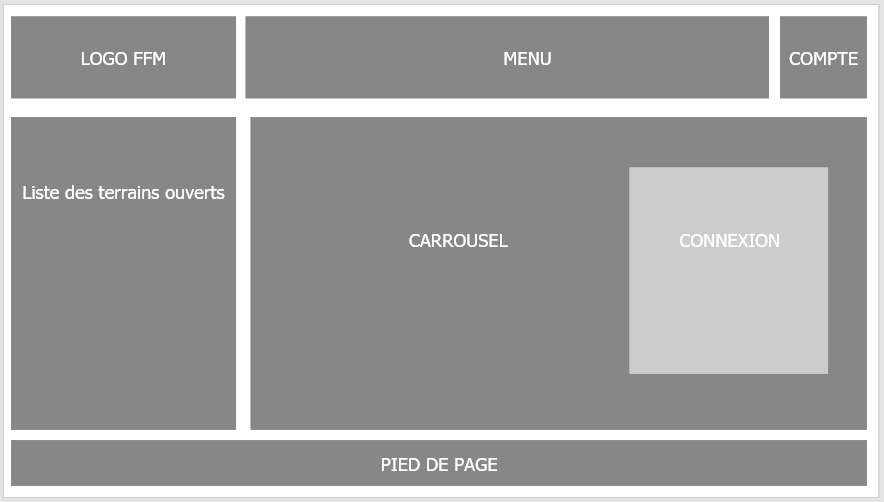 LOGO FFM
MENU
COMPTE
Liste des terrains ouverts
CARROUSEL
CONNEXION
PIED DE PAGE